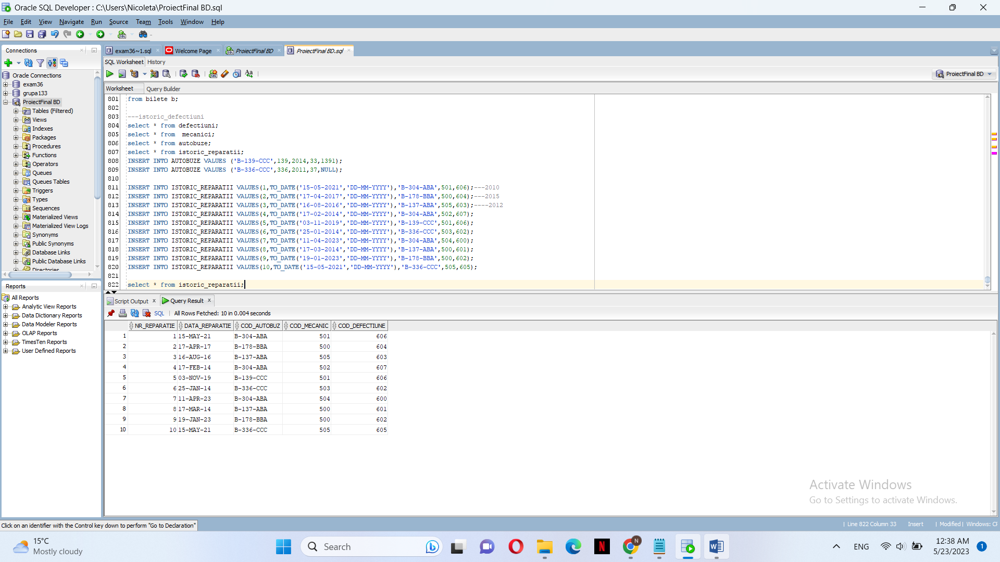 Oracle SQL Developer : C:\Users\Nicoleta\ProiectFinal BD.sql
File Edit View Navigate Run Source Team Tools Window Help
Connections
Oracle Connections
exam36
grupa133
ProiectFinal BD
Tables (Filtered)
Views
Indexes
Packages
Procedures
Functions
Operators
Queues
Queues Tables
Triggers
Types
Sequences
Materialized Views
Materialized View Logs
Synonyms
Public Synonyms
Database Links
Public Database Links
Directories
Reports
All Reports
Analytic View Reports
Data Dictionary Reports
Data Modeler Reports
OLAP Reports
TimesTen Reports
User Defined Reports
exam36~1.sql Welcome Page ProiectFinal BD ProiectFinal BD.sql
SQL Worksheet History
ProiectFinal BD
Worksheet Query Builder
801 from bilete b;
802
803 ---istoric_defectiuni
804 select * from defectiuni;
805 select * from  mecanici;
806 select * from autobuze;
807 select * from istoric_reparatii;
808 INSERT INTO AUTOBUZE VALUES ('B-139-CCC',139,2014,33,1391);
809 INSERT INTO AUTOBUZE VALUES ('B-336-CCC',336,2011,37,NULL);
810
811 INSERT INTO ISTORIC_REPARATII VALUES(1,TO_DATE('15-05-2021','DD-MM-YYYY'),'B-304-ABA',501,606);---2010
812 INSERT INTO ISTORIC_REPARATII VALUES(2,TO_DATE('17-04-2017','DD-MM-YYYY'),'B-178-BBA',500,604);---2015
813 INSERT INTO ISTORIC_REPARATII VALUES(3,TO_DATE('16-08-2016','DD-MM-YYYY'),'B-137-ABA',505,603);----2012
814 INSERT INTO ISTORIC_REPARATII VALUES(4,TO_DATE('17-02-2014','DD-MM-YYYY'),'B-304-ABA',502,607);
815 INSERT INTO ISTORIC_REPARATII VALUES(5,TO_DATE('03-11-2019','DD-MM-YYYY'),'B-139-CCC',501,606);
816 INSERT INTO ISTORIC_REPARATII VALUES(6,TO_DATE('25-01-2014','DD-MM-YYYY'),'B-336-CCC',503,602);
817 INSERT INTO ISTORIC_REPARATII VALUES(7,TO_DATE('11-04-2023','DD-MM-YYYY'),'B-304-ABA',504,600);
818 INSERT INTO ISTORIC_REPARATII VALUES(8,TO_DATE('17-03-2014','DD-MM-YYYY'),'B-137-ABA',500,601);
819 INSERT INTO ISTORIC_REPARATII VALUES(9,TO_DATE('19-01-2023','DD-MM-YYYY'),'B-178-BBA',500,602);
820 INSERT INTO ISTORIC_REPARATII VALUES(10,TO_DATE('15-05-2021','DD-MM-YYYY'),'B-336-CCC',505,605);
821
822 select * from istoric_reparatii;
Script Output x Query Result x
SQL All Rows Fetched: 10 in 0.004 seconds
NR_REPARATIE DATA_REPARATIE COD_AUTOBUZ COD_MECANIC COD_DEFECTIUNE
1 1 15-MAY-21 B-304-ABA 501 606
2 2 17-APR-17 B-178-BBA 500 604
3 3 16-AUG-16 B-137-ABA 505 603
4 4 17-FEB-14 B-304-ABA 502 607
5 5 03-NOV-19 B-139-CCC 501 606
6 6 25-JAN-14 B-336-CCC 503 602
7 7 11-APR-23 B-304-ABA 504 600
8 8 17-MAR-14 B-137-ABA 500 601
9 9 19-JAN-23 B-178-BBA 500 602
10 10 15-MAY-21 B-336-CCC 505 605
Activate Windows
Go to Settings to activate Windows.
Click on an identifier with the Control key down to perform "Go to Declaration"
| Line 822 Column 33 Insert | Modified | Windows: CF
15°C
Mostly cloudy
Search
N
ENG
12:38 AM
5/23/2023
1